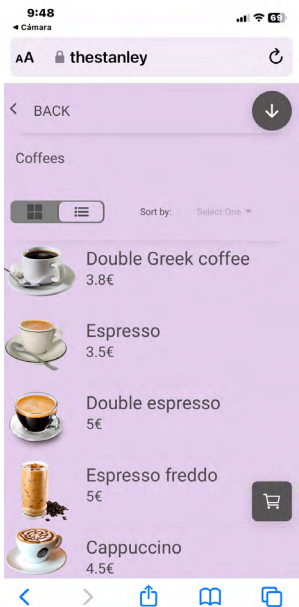 9:48
69
◄ Cámara
AA thestanley
BACK
Coffees
Sort by: Select One
Double Greek coffee
3.8€
Espresso
3.5€
Double espresso
5€
Espresso freddo
5€
Cappuccino
4.5€